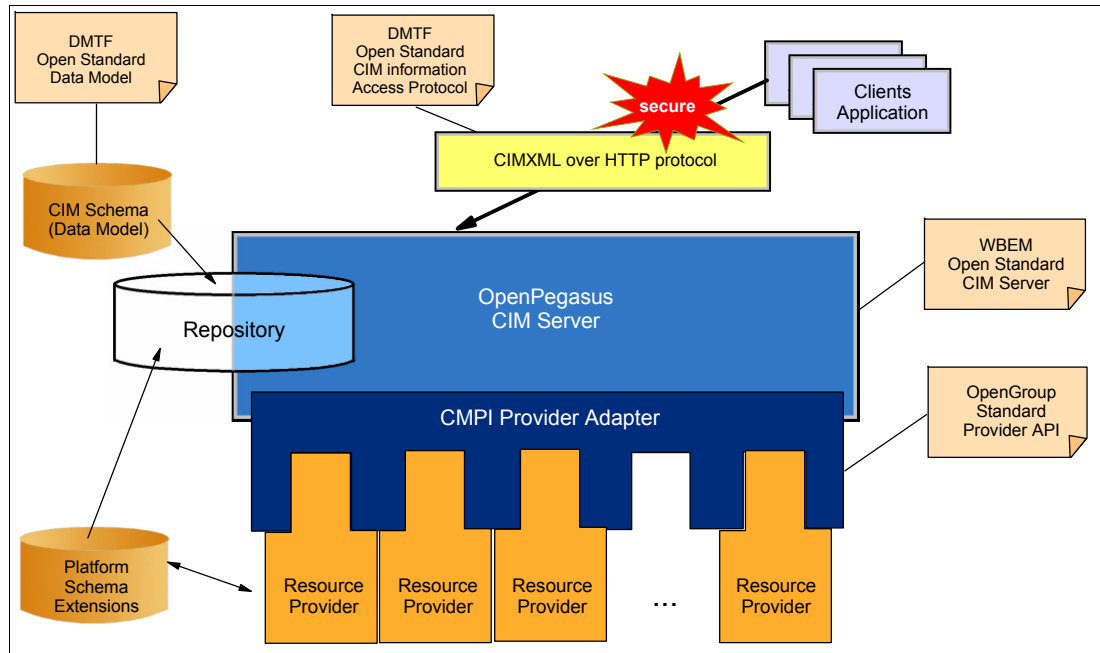 DMTF
Open Standard
Data Model
DMTF
Open Standard
CIM information
Access Protocol
secure
Clients
Application
CIMXML over HTTP protocol
CIM Schema
(Data Model)
WBEM
Open Standard
CIM Server
OpenPegasus
CIM Server
Repository
CMPI Provider Adapter
OpenGroup
Standard
Provider API
Platform
Schema
Extensions
Resource
Provider
Resource
Provider
Resource
Provider
...
Resource
Provider